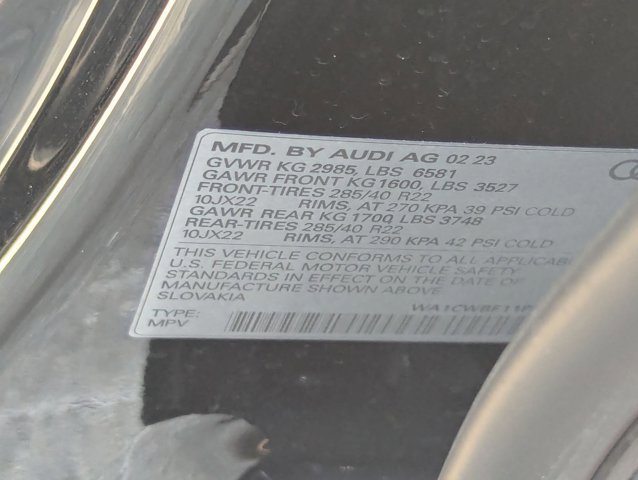 MFD. BY AUDI AG 02 23
GVWR KG 2985, LBS 6581
GAWR FRONT KG1600, LBS 3527
FRONT-TIRES 285/40 R22
10JX22 RIMS, AT 270 KPA 39 PSI COLD
GAWR REAR KG 1700, LBS 3748
REAR-TIRES 285/40 R22
10JX22 RIMS, AT 290 KPA 42 PSI COLD
THIS VEHICLE CONFORMS TO ALL APPLICABL
U.S. FEDERAL MOTOR VEHICLE SAFETY
STANDARDS IN EFFECT ON THE DATE OF
MANUFACTURE SHOWN ABOVE
SLOVAKIA
TYPE:
MPV